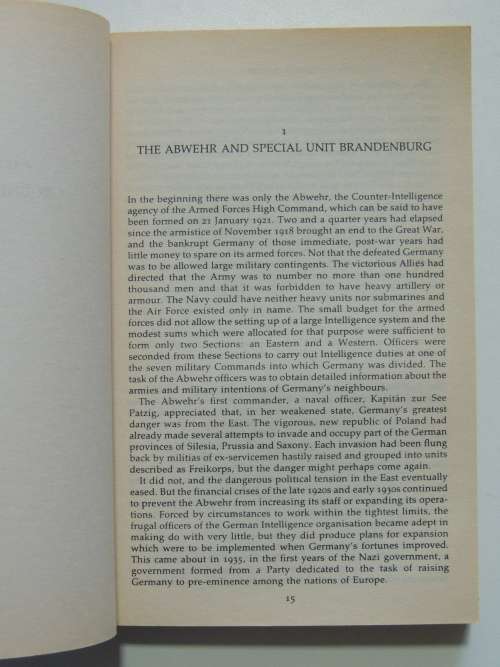 1
THE ABWEHR AND SPECIAL UNIT BRANDENBURG
In the beginning there was only the Abwehr, the Counter-Intelligence
agency of the Armed Forces High Command, which can be said to have
been formed on 21 January 1921. Two and a quarter years had elapsed
since the armistice of November 1918 brought an end to the Great War,
and the bankrupt Germany of those immediate, post-war years had
little money to spare on its armed forces. Not that the defeated Germany
was to be allowed large military contingents. The victorious Allies had
directed that the Army was to number no more than one hundred
thousand men and that it was forbidden to have heavy artillery or
armour. The Navy could have neither heavy units nor submarines and
the Air Force existed only in name. The small budget for the armed
forces did not allow the setting up of a large Intelligence system and the
modest sums which were allocated for that purpose were sufficient to
form only two Sections: an Eastern and a Western. Officers were
seconded from these Sections to carry out Intelligence duties at one of
the seven military Commands into which Germany was divided. The
task of the Abwehr officers was to obtain detailed information about the
armies and military intentions of Germany's neighbours.
The Abwehr's first commander, a naval officer, Kapitän zur See
Patzig, appreciated that, in her weakened state, Germany's greatest
danger was from the East. The vigorous, new republic of Poland had
already made several attempts to invade and occupy part of the German
provinces of Silesia, Prussia and Saxony. Each invasion had been flung
back by militias of ex-servicemen hastily raised and grouped into units
described as Freikorps, but the danger might perhaps come again.
It did not, and the dangerous political tension in the East eventually
eased. But the financial crises of the late 1920s and early 1930s continued
to prevent the Abwehr from increasing its staff or expanding its opera-
tions. Forced by circumstances to work within the tightest limits, the
frugal officers of the German Intelligence organisation became adept in
making do with very little, but they did produce plans for expansion
which were to be implemented when Germany's fortunes improved.
This came about in 1935, in the first years of the Nazi government, a
government formed from a Party dedicated to the task of raising
Germany to pre-eminence among the nations of Europe.
15